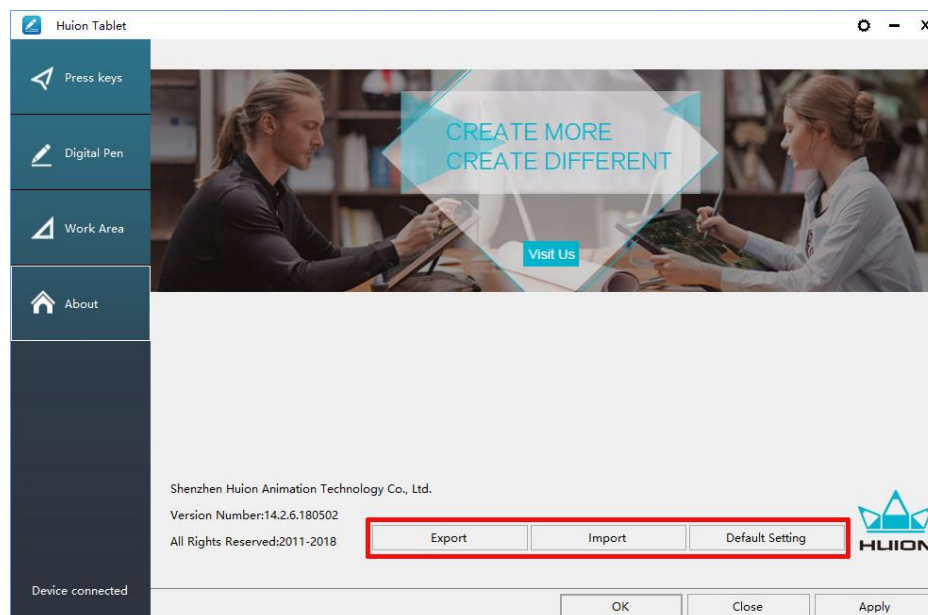 Huion Tablet
Press keys
Digital Pen
Work Area
About
CREATE MORE
CREATE DIFFERENT
Visit Us
Shenzhen Huion Animation Technology Co., Ltd.
Version Number:14.2.6.180502
All Rights Reserved:2011-2018
Export
Import
Default Setting
HUION
Device connected
OK
Close
Apply